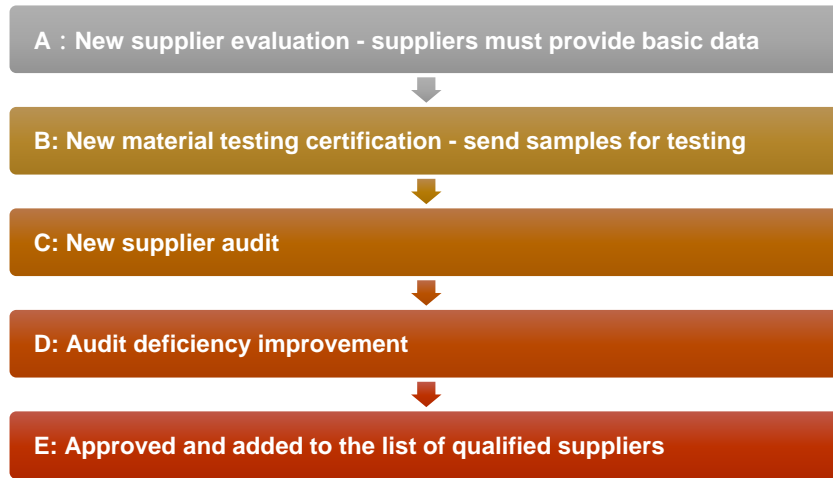 A：New supplier evaluation - suppliers must provide basic data
B: New material testing certification - send samples for testing
C: New supplier audit
D: Audit deficiency improvement
E: Approved and added to the list of qualified suppliers